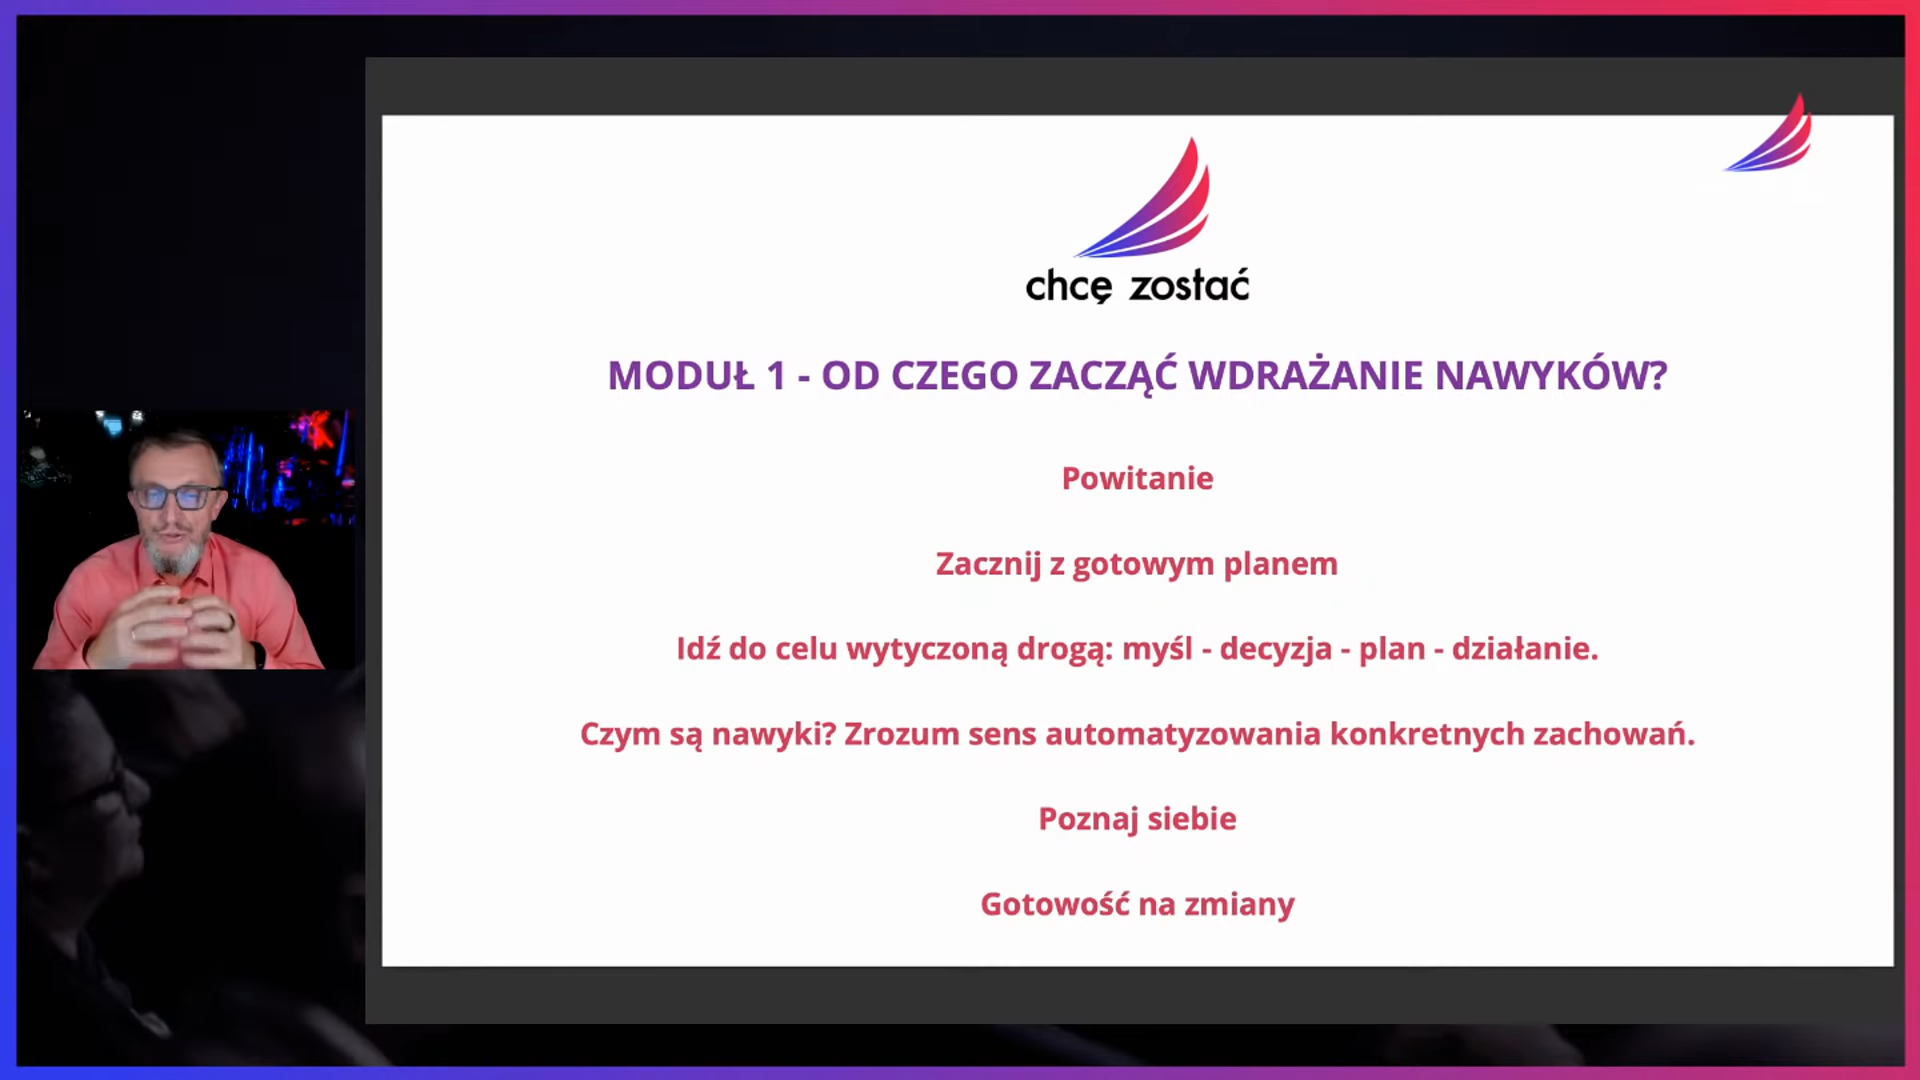 chcę zostać
MODUŁ 1 - OD CZEGO ZACZĄĆ WDRAŻANIE NAWYKÓW?
Powitanie
Zacznij z gotowym planem
Idź do celu wytyczoną drogą: myśl - decyzja - plan - działanie.
Czym są nawyki? Zrozum sens automatyzowania konkretnych zachowań.
Poznaj siebie
Gotowość na zmiany